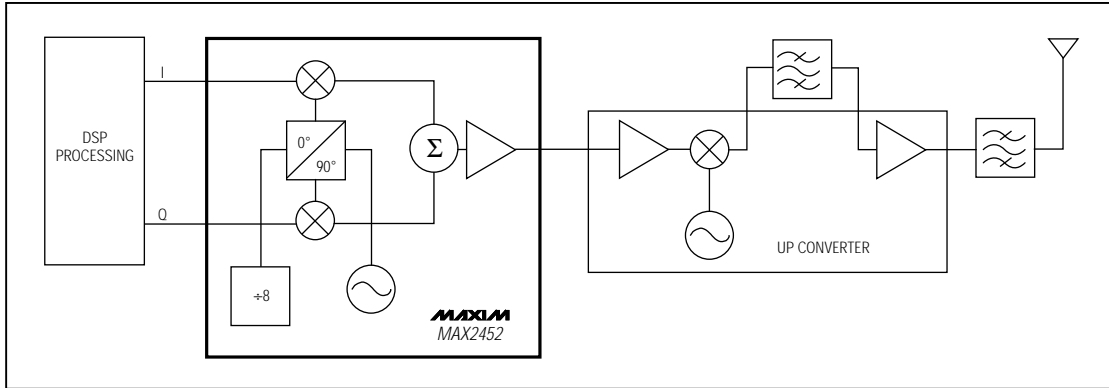 DSP
PROCESSING
I
Q
0°
90°
Σ
÷8
MAXIM
MAX2452
UP CONVERTER